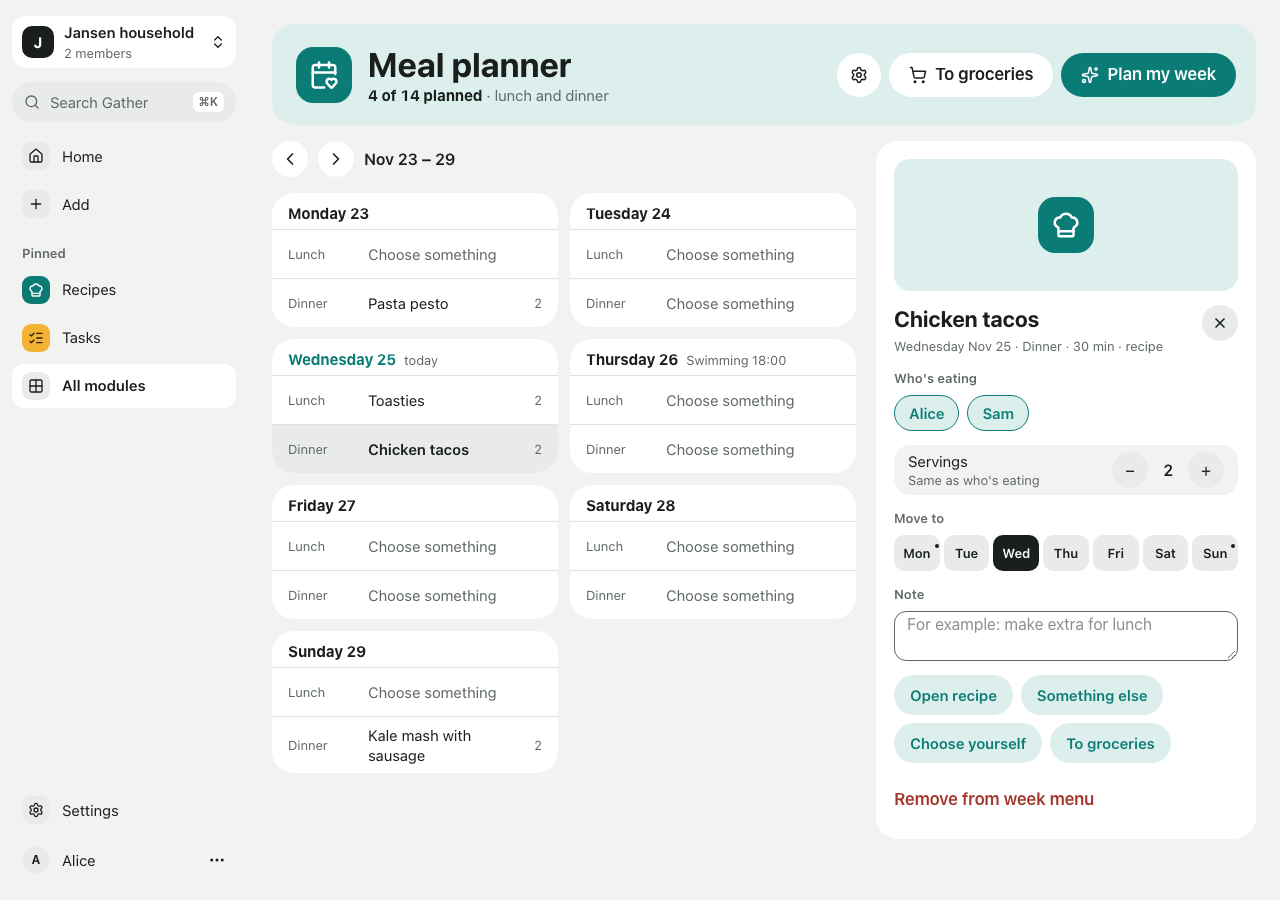 J
Jansen household
2 members
Search Gather
⌘K
Home
Add
Pinned
Recipes
Tasks
All modules
Settings
A
Alice
Meal planner
4 of 14 planned · lunch and dinner
To groceries
Plan my week
Nov 23 – 29
Monday 23
Lunch
Choose something
Dinner
Pasta pesto
2
Tuesday 24
Lunch
Choose something
Dinner
Choose something
Wednesday 25 today
Lunch
Toasties
2
Dinner
Chicken tacos
2
Thursday 26 Swimming 18:00
Lunch
Choose something
Dinner
Choose something
Friday 27
Lunch
Choose something
Dinner
Choose something
Saturday 28
Lunch
Choose something
Dinner
Choose something
Sunday 29
Lunch
Choose something
Dinner
Kale mash with
sausage
2
Chicken tacos
Wednesday Nov 25 · Dinner · 30 min · recipe
Who's eating
Alice
Sam
Servings
Same as who's eating
− 2 +
Move to
Mon
Tue
Wed
Thu
Fri
Sat
Sun
Note
For example: make extra for lunch
Open recipe
Something else
Choose yourself
To groceries
Remove from week menu